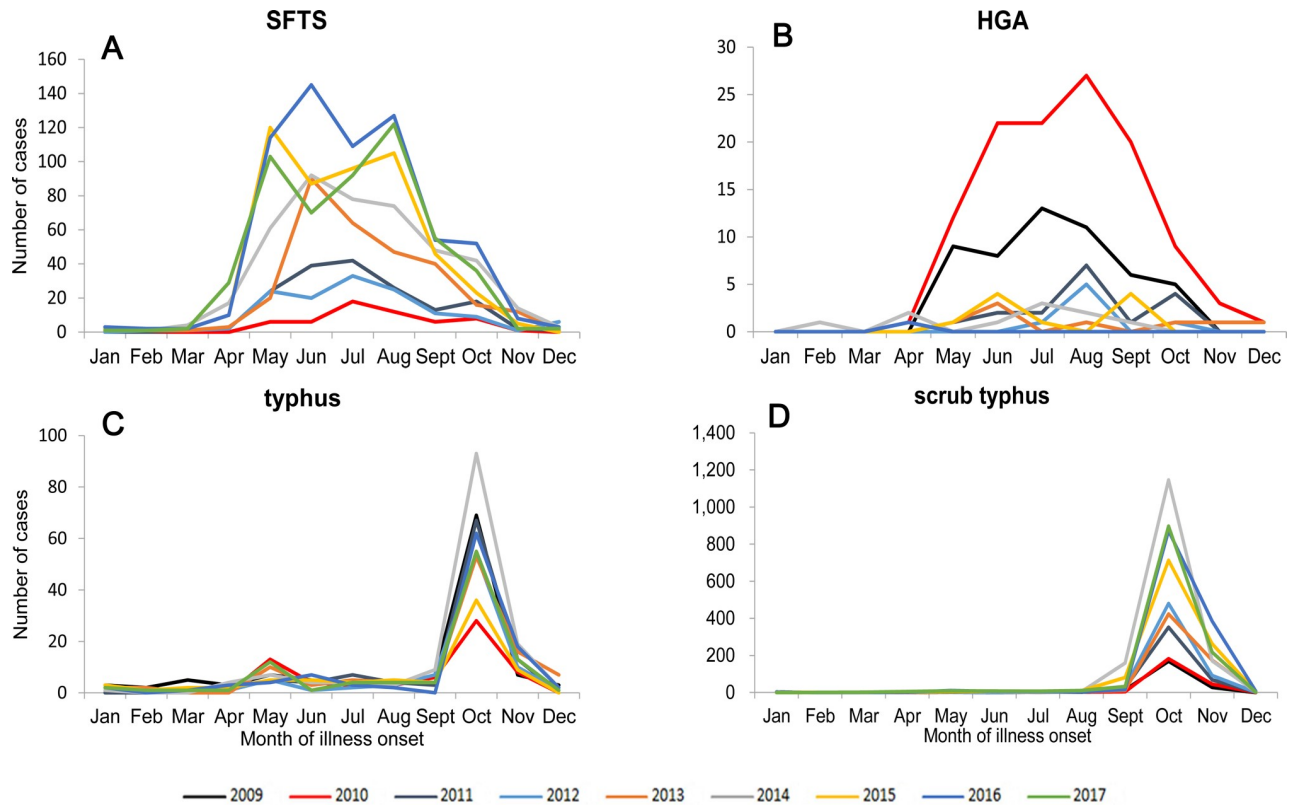 SFTS
A
160
140
120
100
80
60
40
20
0
Number of cases
Jan Feb Mar Apr May Jun Jul Aug Sept Oct Nov Dec
HGA
B
30
25
20
15
10
5
0
Jan Feb Mar Apr May Jun Jul Aug Sept Oct Nov Dec
typhus
C
100
80
60
40
20
0
Number of cases
Jan Feb Mar Apr May Jun Jul Aug Sept Oct Nov Dec
Month of illness onset
scrub typhus
D
1,400
1,200
1,000
800
600
400
200
0
Jan Feb Mar Apr May Jun Jul Aug Sept Oct Nov Dec
Month of illness onset
2009 2010 2011 2012 2013 2014 2015 2016 2017